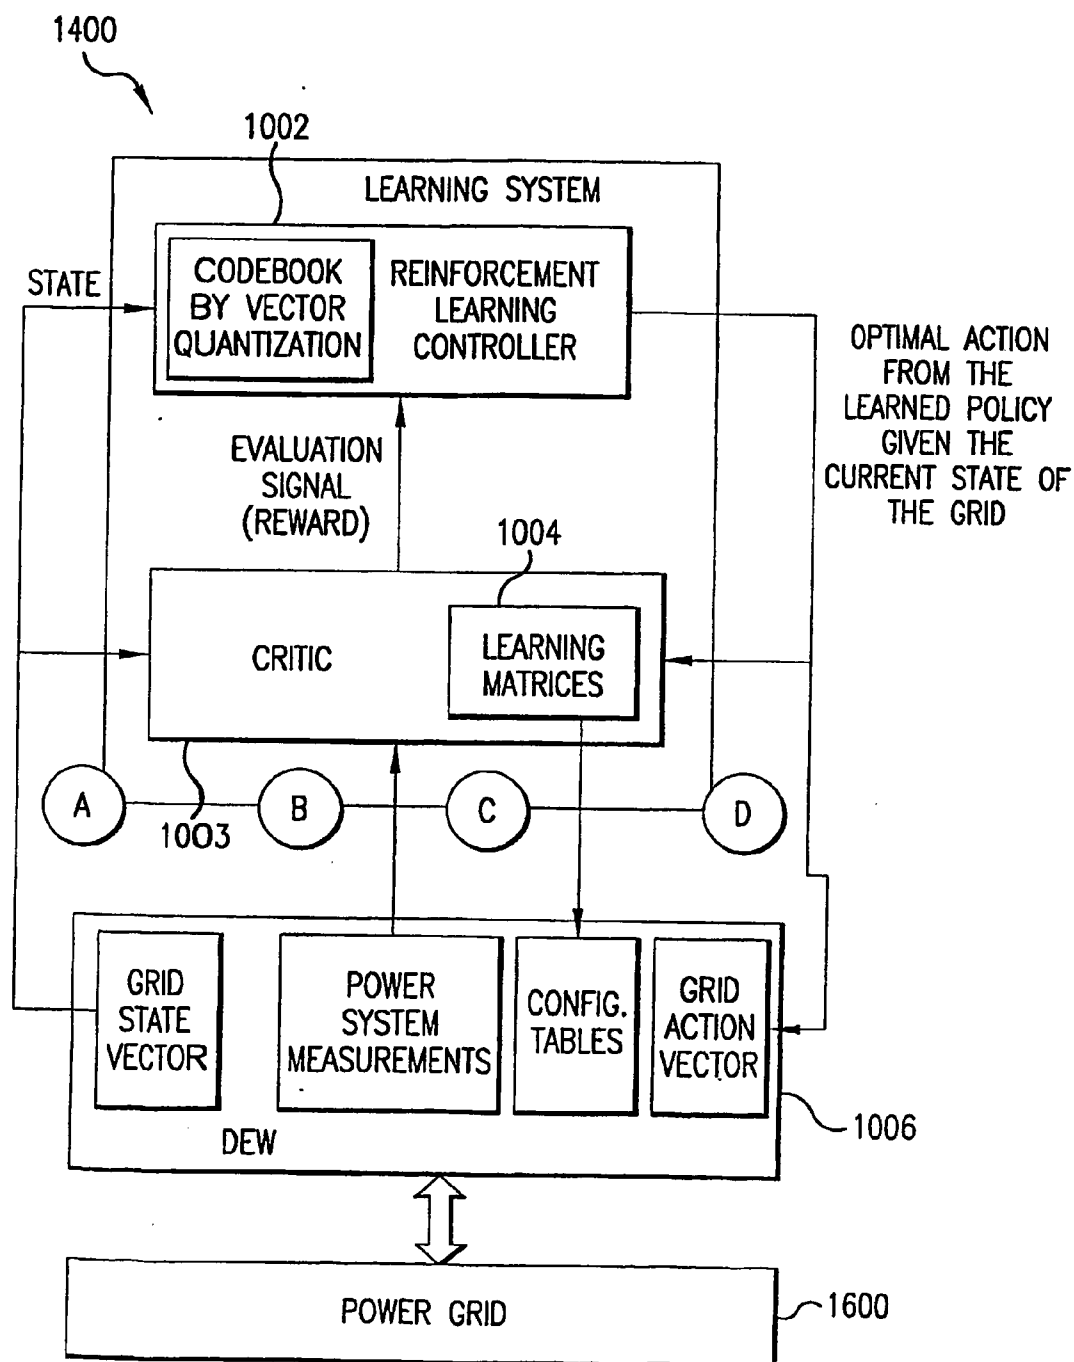 1400
1002
LEARNING SYSTEM
STATE
CODEBOOK
BY VECTOR
QUANTIZATION
REINFORCEMENT
LEARNING
CONTROLLER
OPTIMAL ACTION
FROM THE
LEARNED POLICY
GIVEN THE
CURRENT STATE OF
THE GRID
EVALUATION
SIGNAL
(REWARD)
1004
CRITIC
LEARNING
MATRICES
A
B
C
D
1003
GRID
STATE
VECTOR
POWER
SYSTEM
MEASUREMENTS
CONFIG.
TABLES
GRID
ACTION
VECTOR
DEW
1006
POWER GRID
1600